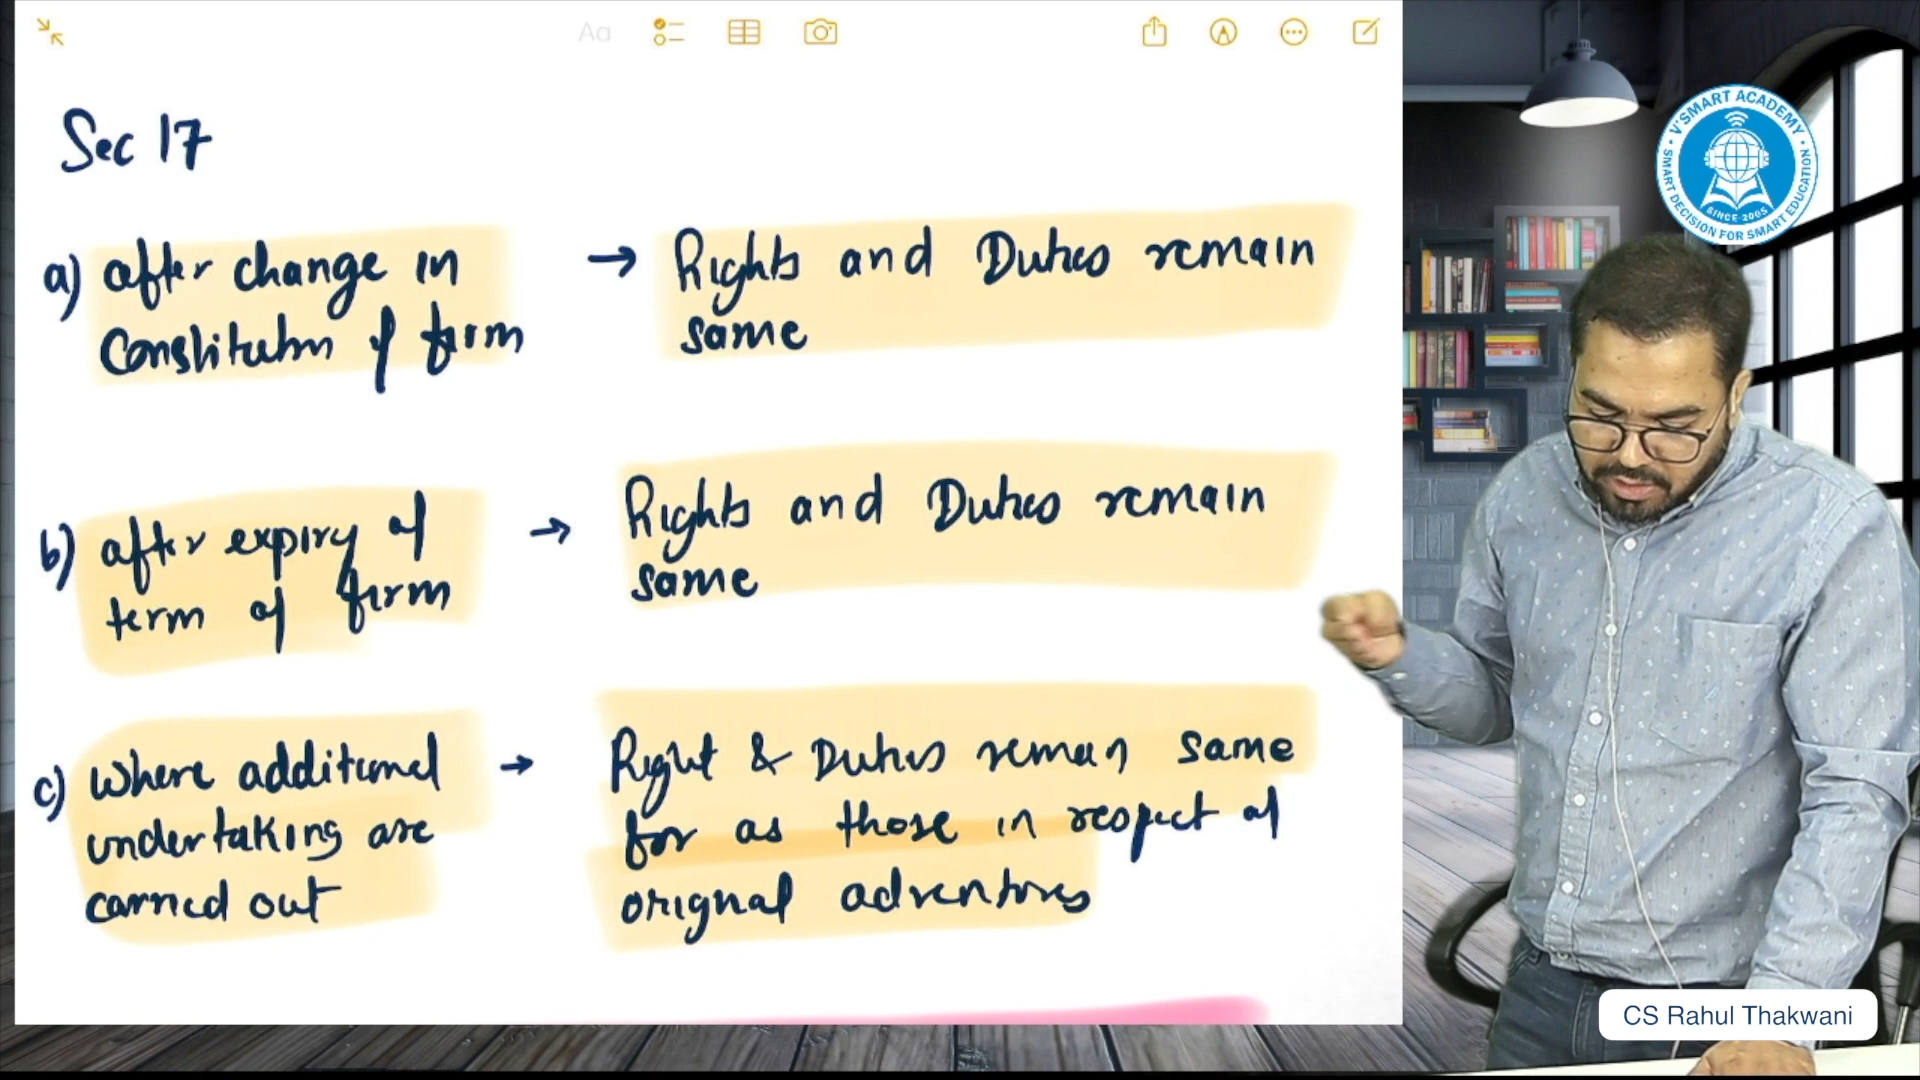 Aa
Sec 17
a) after change in
Constitution of firm
→ Rights and Duties remain
same
b) after expiry of
term of firm
→ Rights and Duties remain
same
c) where additional
undertaking are
carried out
→ Right & Duties remain same
for as those in respect of
original adventures
V'SMART ACADEMY
SMART DECISION FOR SMART EDUCATION
SINCE-2005
CS Rahul Thakwani